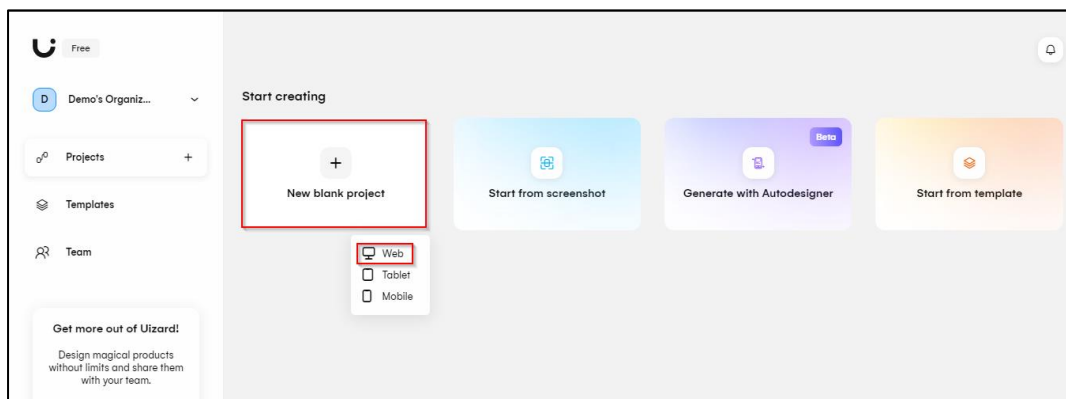 Free
D Demo's Organiz...
Projects +
Templates
Team
Get more out of Uizard!
Design magical products
without limits and share them
with your team.
Start creating
+
New blank project
Start from screenshot
Beta
Generate with Autodesigner
Start from template
Web
Tablet
Mobile